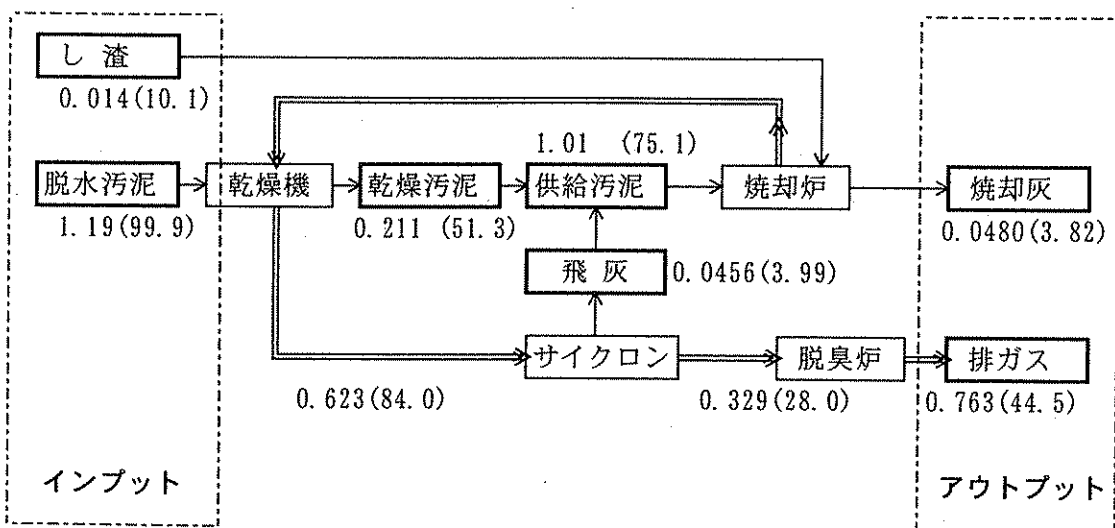 し 渣
0.014(10.1)
1.01 (75.1)
脱水汚泥
乾燥機
乾燥汚泥
供給汚泥
焼却炉
焼却灰
1.19(99.9)
0.211 (51.3)
0.0480(3.82)
飛 灰
0.0456(3.99)
サイクロン
脱臭炉
排ガス
0.623(84.0)
0.329(28.0)
0.763(44.5)
インプット
アウトプット